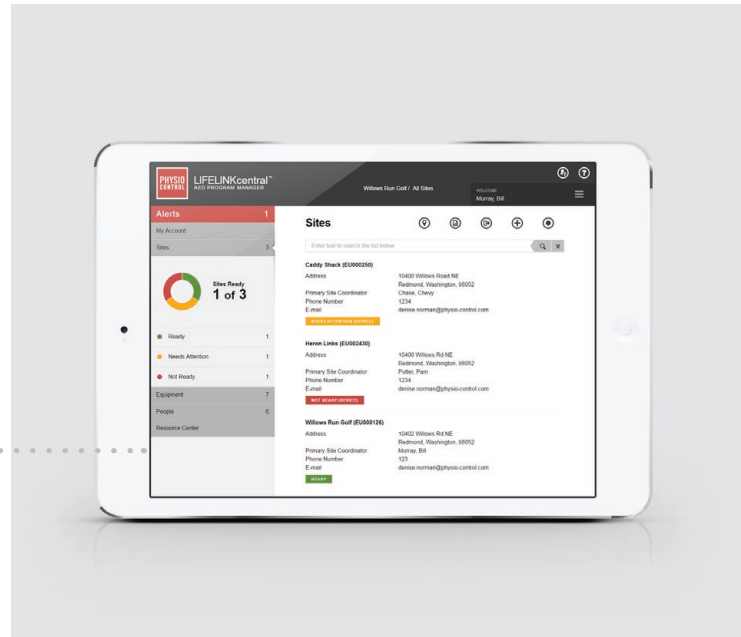 PHYSIO
CONTROL
LIFELINKcentral™
AED PROGRAM MANAGER
Willows Run Golf / All Sites
WELCOME
Murray, Bill
?
Alerts 1
My Account
Sites 3
Sites Ready
1 of 3
Ready 1
Needs Attention 1
Not Ready 1
Equipment 7
People 6
Resource Center
Sites
Enter text to search the list below
Caddy Shack (EU000250)
Address 10400 Willows Road NE
Redmond, Washington, 98052
Primary Site Coordinator Chase, Chevy
Phone Number 1234
E-mail denise.norman@physio-control.com
NEEDS ATTENTION (DEVICE)
Heron Links (EU002430)
Address 10400 Willows Rd NE
Redmond, Washington, 98052
Primary Site Coordinator Putter, Pam
Phone Number 1234
E-mail denise.norman@physio-control.com
NOT READY (DEVICE)
Willows Run Golf (EU000126)
Address 10402 Willows Rd NE
Redmond, Washington, 98052
Primary Site Coordinator Murray, Bill
Phone Number 123
E-mail denise.norman@physio-control.com
READY